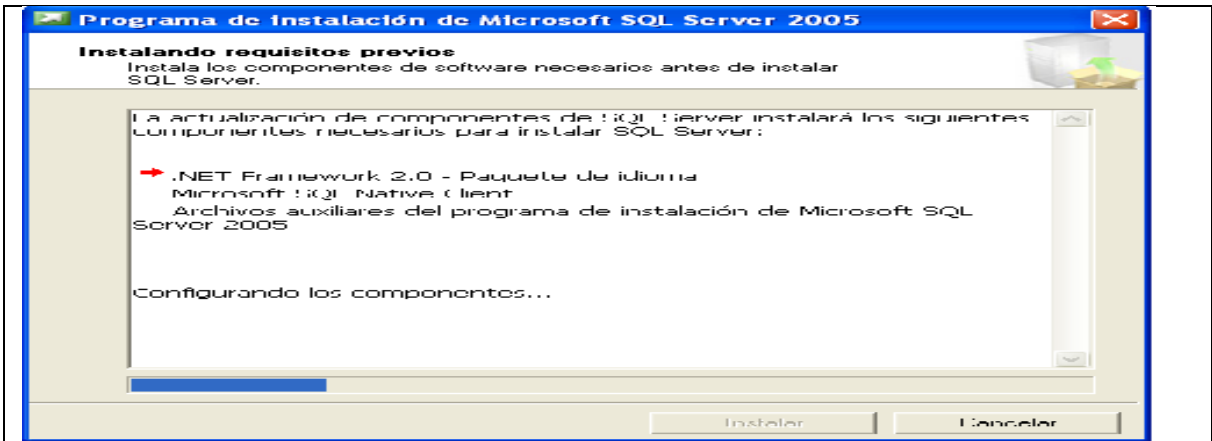 Programa de instalación de Microsoft SQL Server 2005
Instalando requisitos previos
Instala los componentes de software necesarios antes de instalar
SQL Server.
La actualización de componentes de SQL Server instalará los siguientes
componentes necesarios para instalar SQL Server:
.NET Framework 2.0 - Paquete de idioma
Microsoft SQL Native Client
Archivos auxiliares del programa de instalación de Microsoft SQL
Server 2005
Configurando los componentes...
Instalar
Cancelar